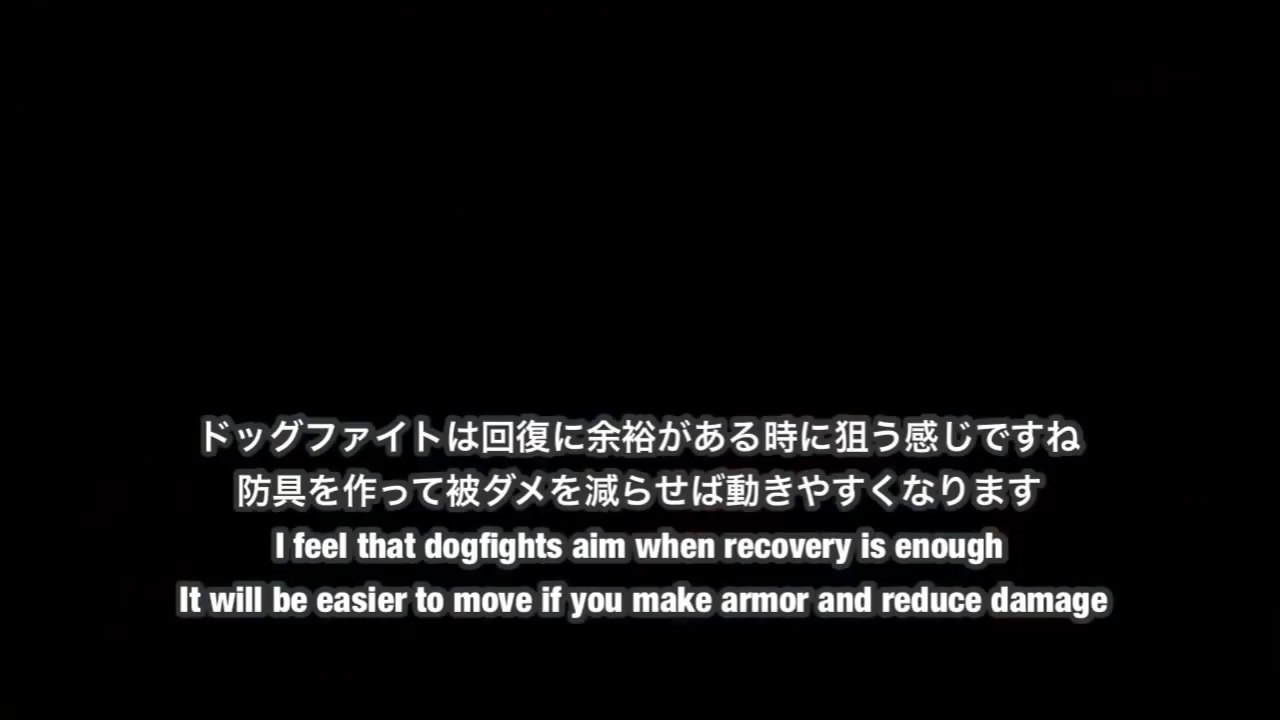 ドッグファイトは回復に余裕がある時に狙う感じですね
防具を作って被ダメを減らせば動きやすくなります
I feel that dogfights aim when recovery is enough
It will be easier to move if you make armor and reduce damage